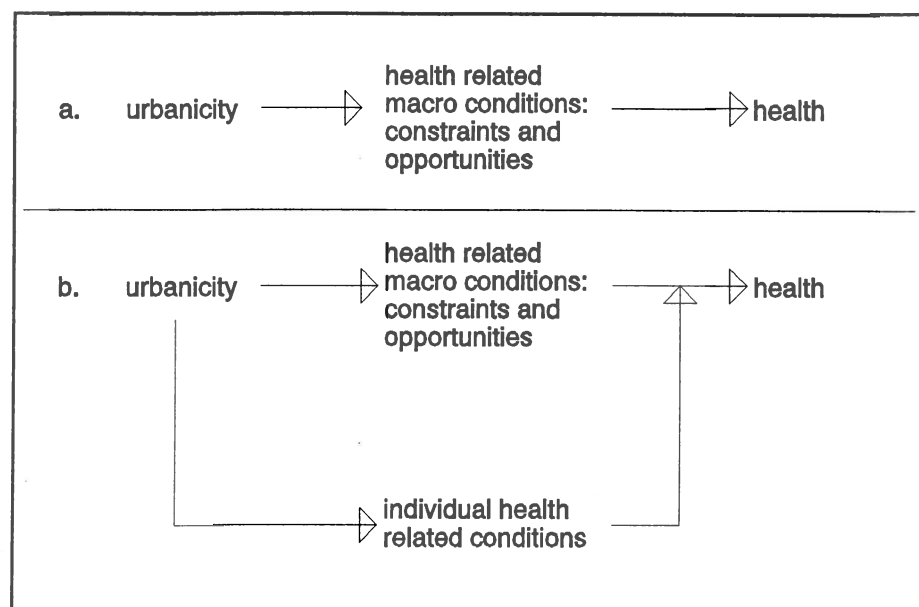 health related
a. urbanicity macro conditions: health
constraints and
opportunities
health related
b. urbanicity macro conditions: health
constraints and
opportunities
individual health
related conditions